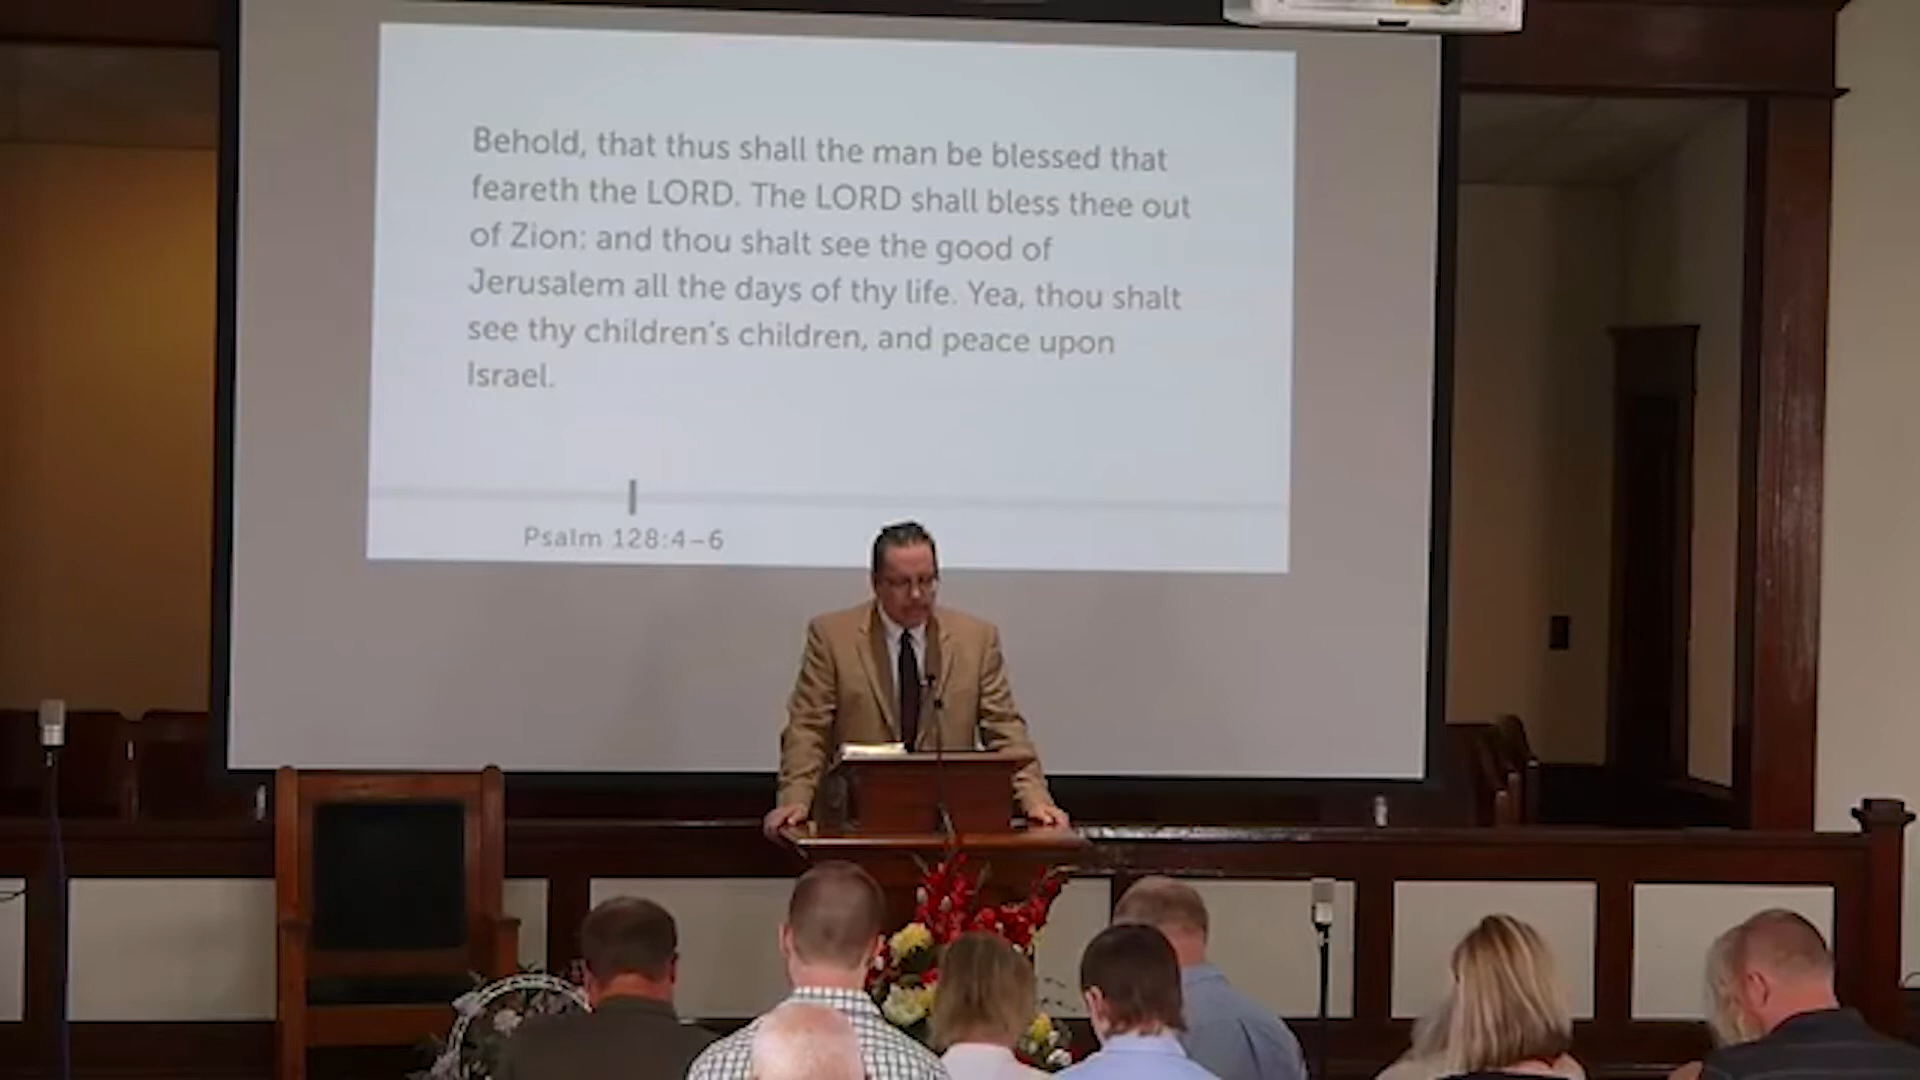 Behold, that thus shall the man be blessed that
feareth the LORD. The LORD shall bless thee out
of Zion: and thou shalt see the good of
Jerusalem all the days of thy life. Yea, thou shalt
see thy children's children, and peace upon
Israel.
Psalm 128:4–6